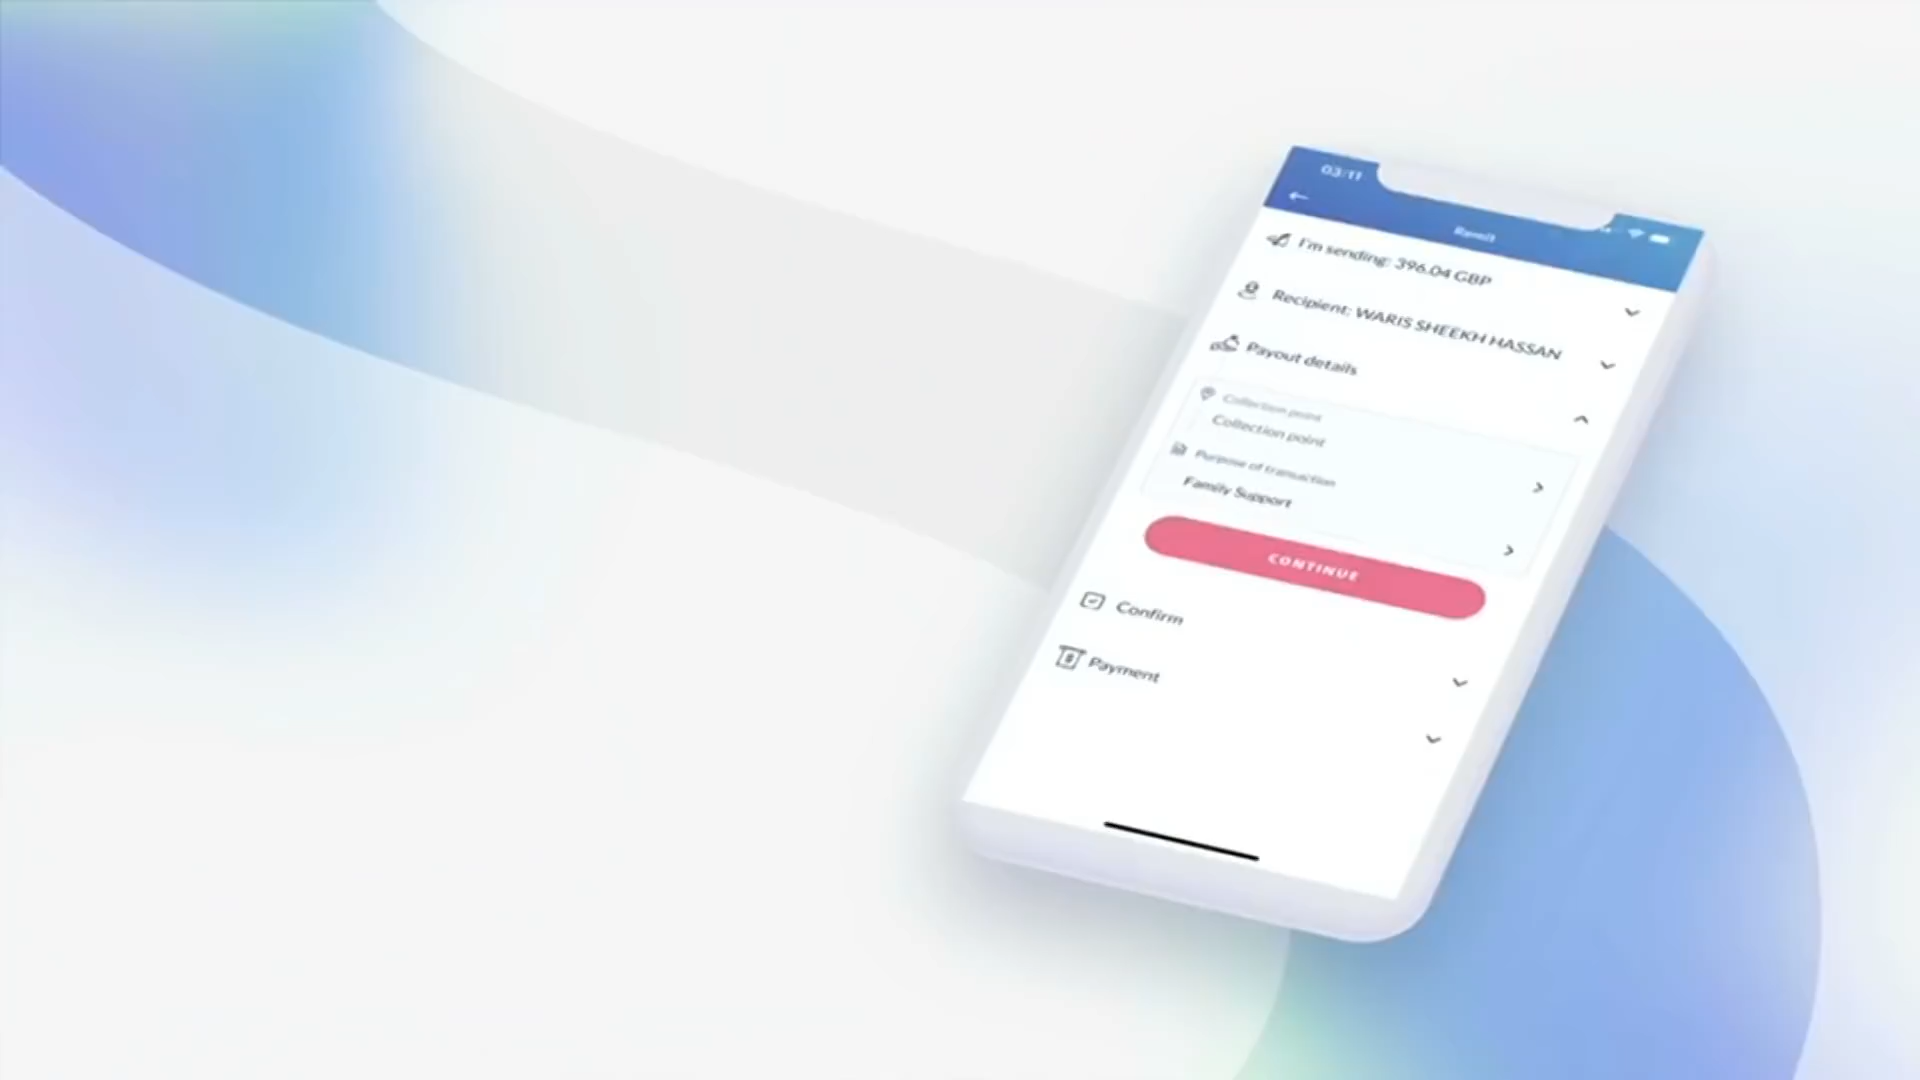 03:11
Remit
I'm sending: 396.04 GBP
Recipient: WARIS SHEEKH HASSAN
Payout details
Collection point
Collection point
Purpose of transaction
Family Support
CONTINUE
Confirm
Payment